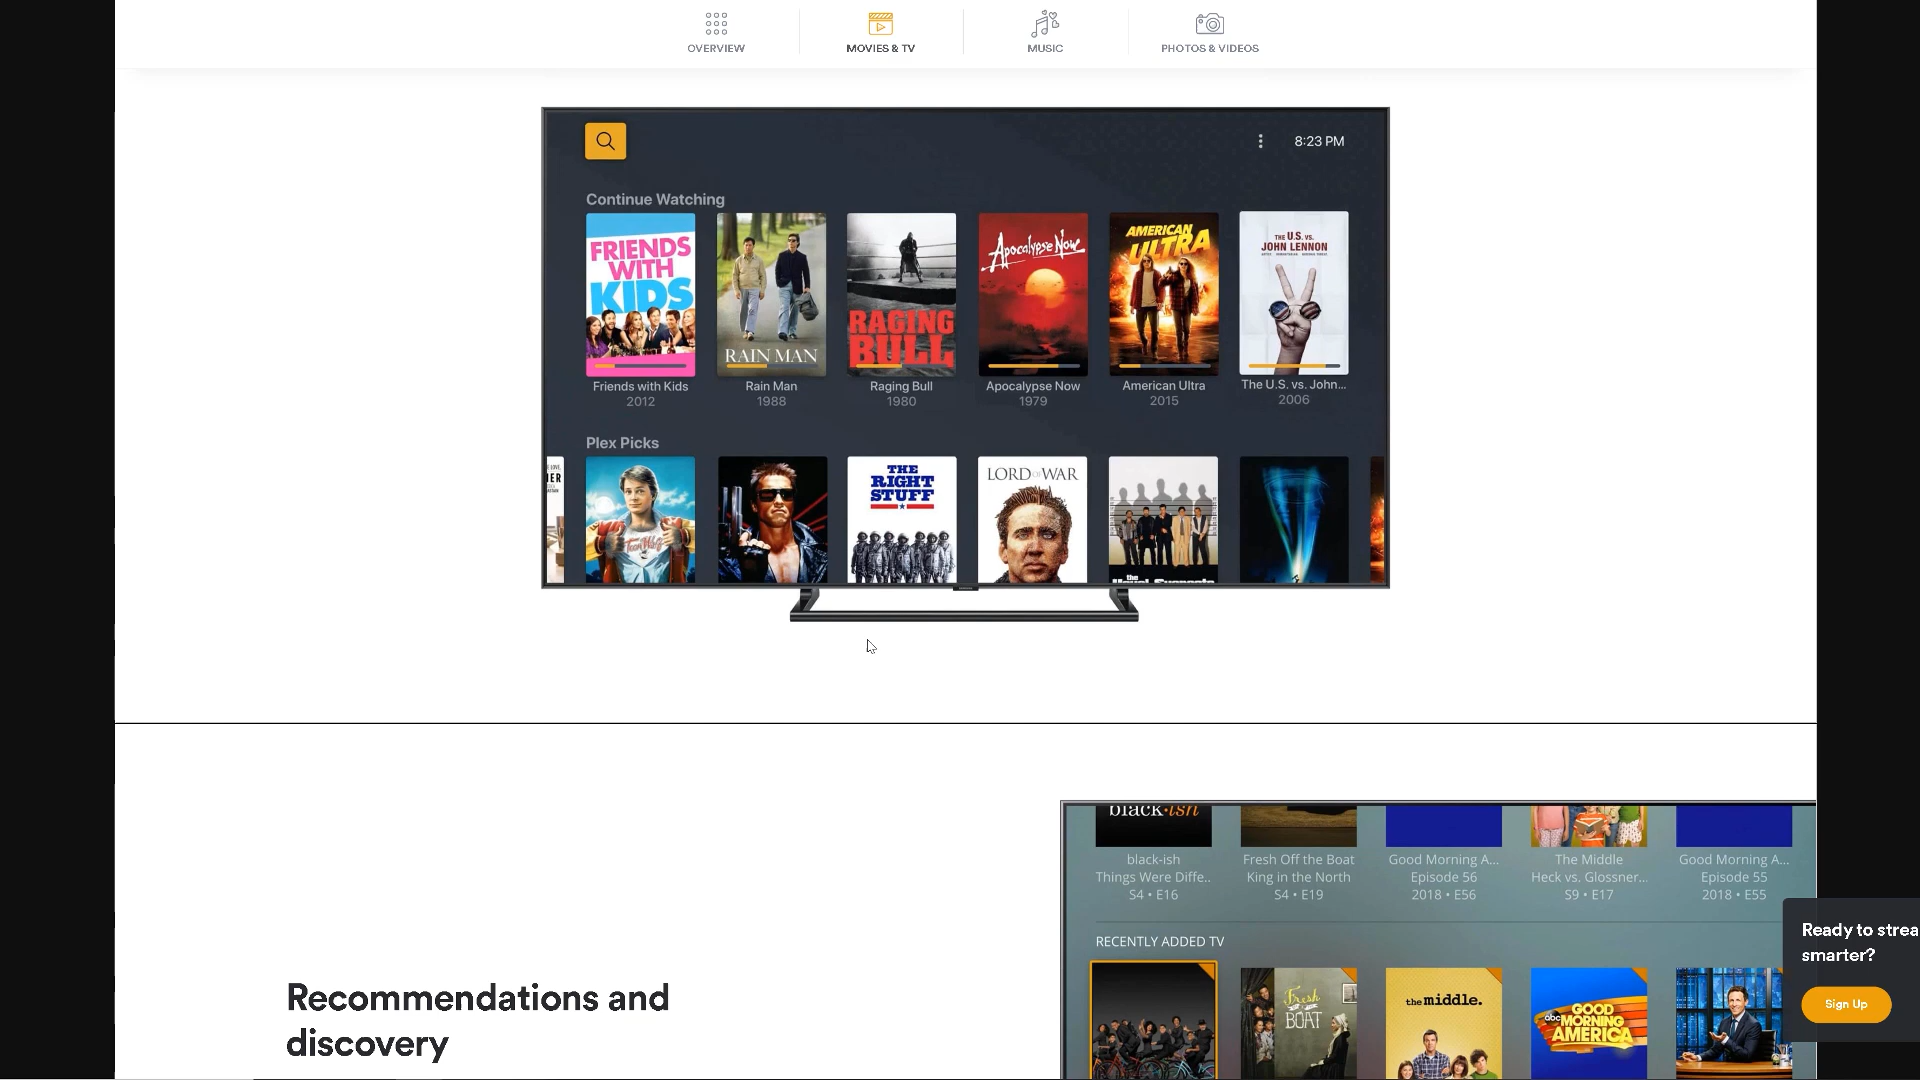 OVERVIEW
MOVIES & TV
MUSIC
PHOTOS & VIDEOS
8:23 PM
Continue Watching
FRIENDS
WITH
KIDS
RAIN MAN
RAGING
BULL
Apocalypse Now
AMERICAN
ULTRA
THE U.S. VS.
JOHN LENNON
Friends with Kids
2012
Rain Man
1988
Raging Bull
1980
Apocalypse Now
1979
American Ultra
2015
The U.S. vs. John...
2006
Plex Picks
Teen Wolf
THE
RIGHT
STUFF
LORD OF WAR
the
black-ish
black-ish
Things Were Diffe..
S4 • E16
Fresh Off the Boat
King in the North
S4 • E19
Good Morning A...
Episode 56
2018 • E56
The Middle
Heck vs. Glossner...
S9 • E17
Good Morning A...
Episode 55
2018 • E55
RECENTLY ADDED TV
Fresh
BOAT
the middle.
abc GOOD
MORNING
AMERICA
Recommendations and
discovery
Ready to strea
smarter?
Sign Up